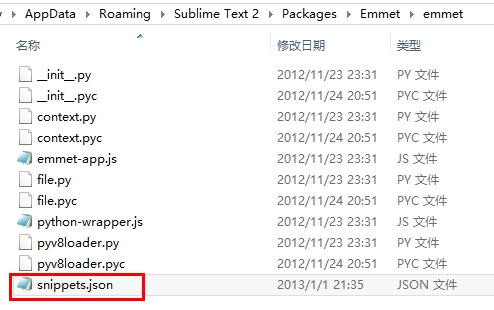 AppData ▸ Roaming ▸ Sublime Text 2 ▸ Packages ▸ Emmet ▸ emmet
名称 修改日期 类型
__init__.py 2012/11/23 23:31 PY 文件
__init__.pyc 2012/11/24 20:51 PYC 文件
context.py 2012/11/23 23:31 PY 文件
context.pyc 2012/11/24 20:51 PYC 文件
emmet-app.js 2012/11/23 23:31 JS 文件
file.py 2012/11/23 23:31 PY 文件
file.pyc 2012/11/24 20:51 PYC 文件
python-wrapper.js 2012/11/23 23:31 JS 文件
pyv8loader.py 2012/11/23 23:31 PY 文件
pyv8loader.pyc 2012/11/24 20:51 PYC 文件
snippets.json 2013/1/1 21:35 JSON 文件